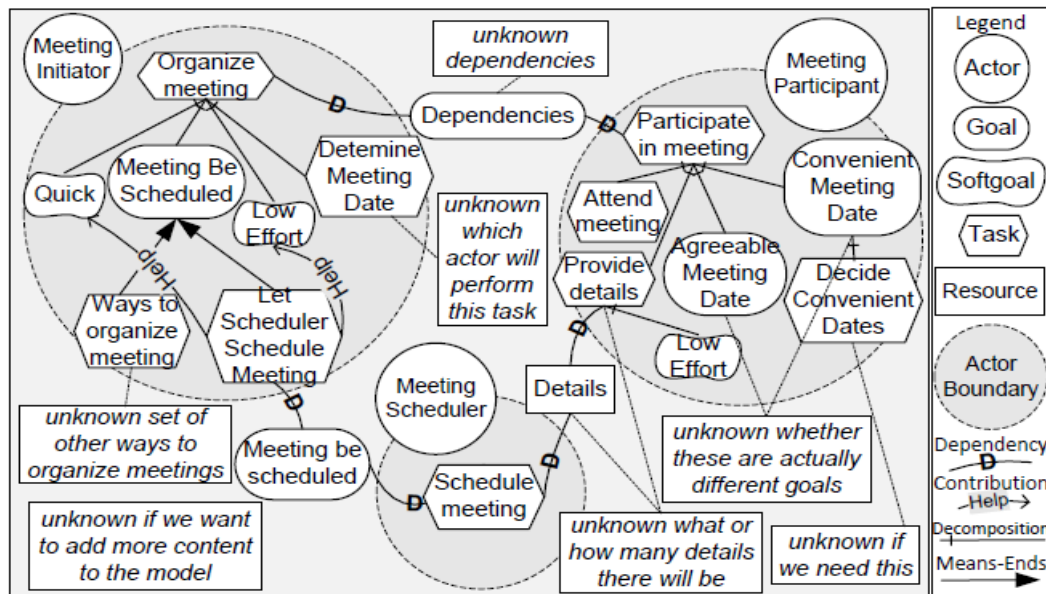 Meeting
Initiator
Organize
meeting
D
unknown
dependencies
Dependencies
D
Meeting
Participant
Participate
in meeting
Quick
Meeting Be
Scheduled
Low
Effort
Detemine
Meeting
Date
Attend
meeting
Convenient
Meeting
Date
unknown
which
actor will
perform
this task
Provide
details
Agreeable
Meeting
Date
Decide
Convenient
Dates
Help
Help
Ways to
organize
meeting
Let
Scheduler
Schedule
Meeting
D
Low
Effort
D
Meeting
Scheduler
Details
unknown set of
other ways to
organize meetings
Meeting be
scheduled
D
Schedule
meeting
D
unknown whether
these are actually
different goals
unknown if we want
to add more content
to the model
unknown what or
how many details
there will be
unknown if
we need this
Legend
Actor
Goal
Softgoal
Task
Resource
Actor
Boundary
Dependency
D
Contribution
Help
Decomposition
Means-Ends